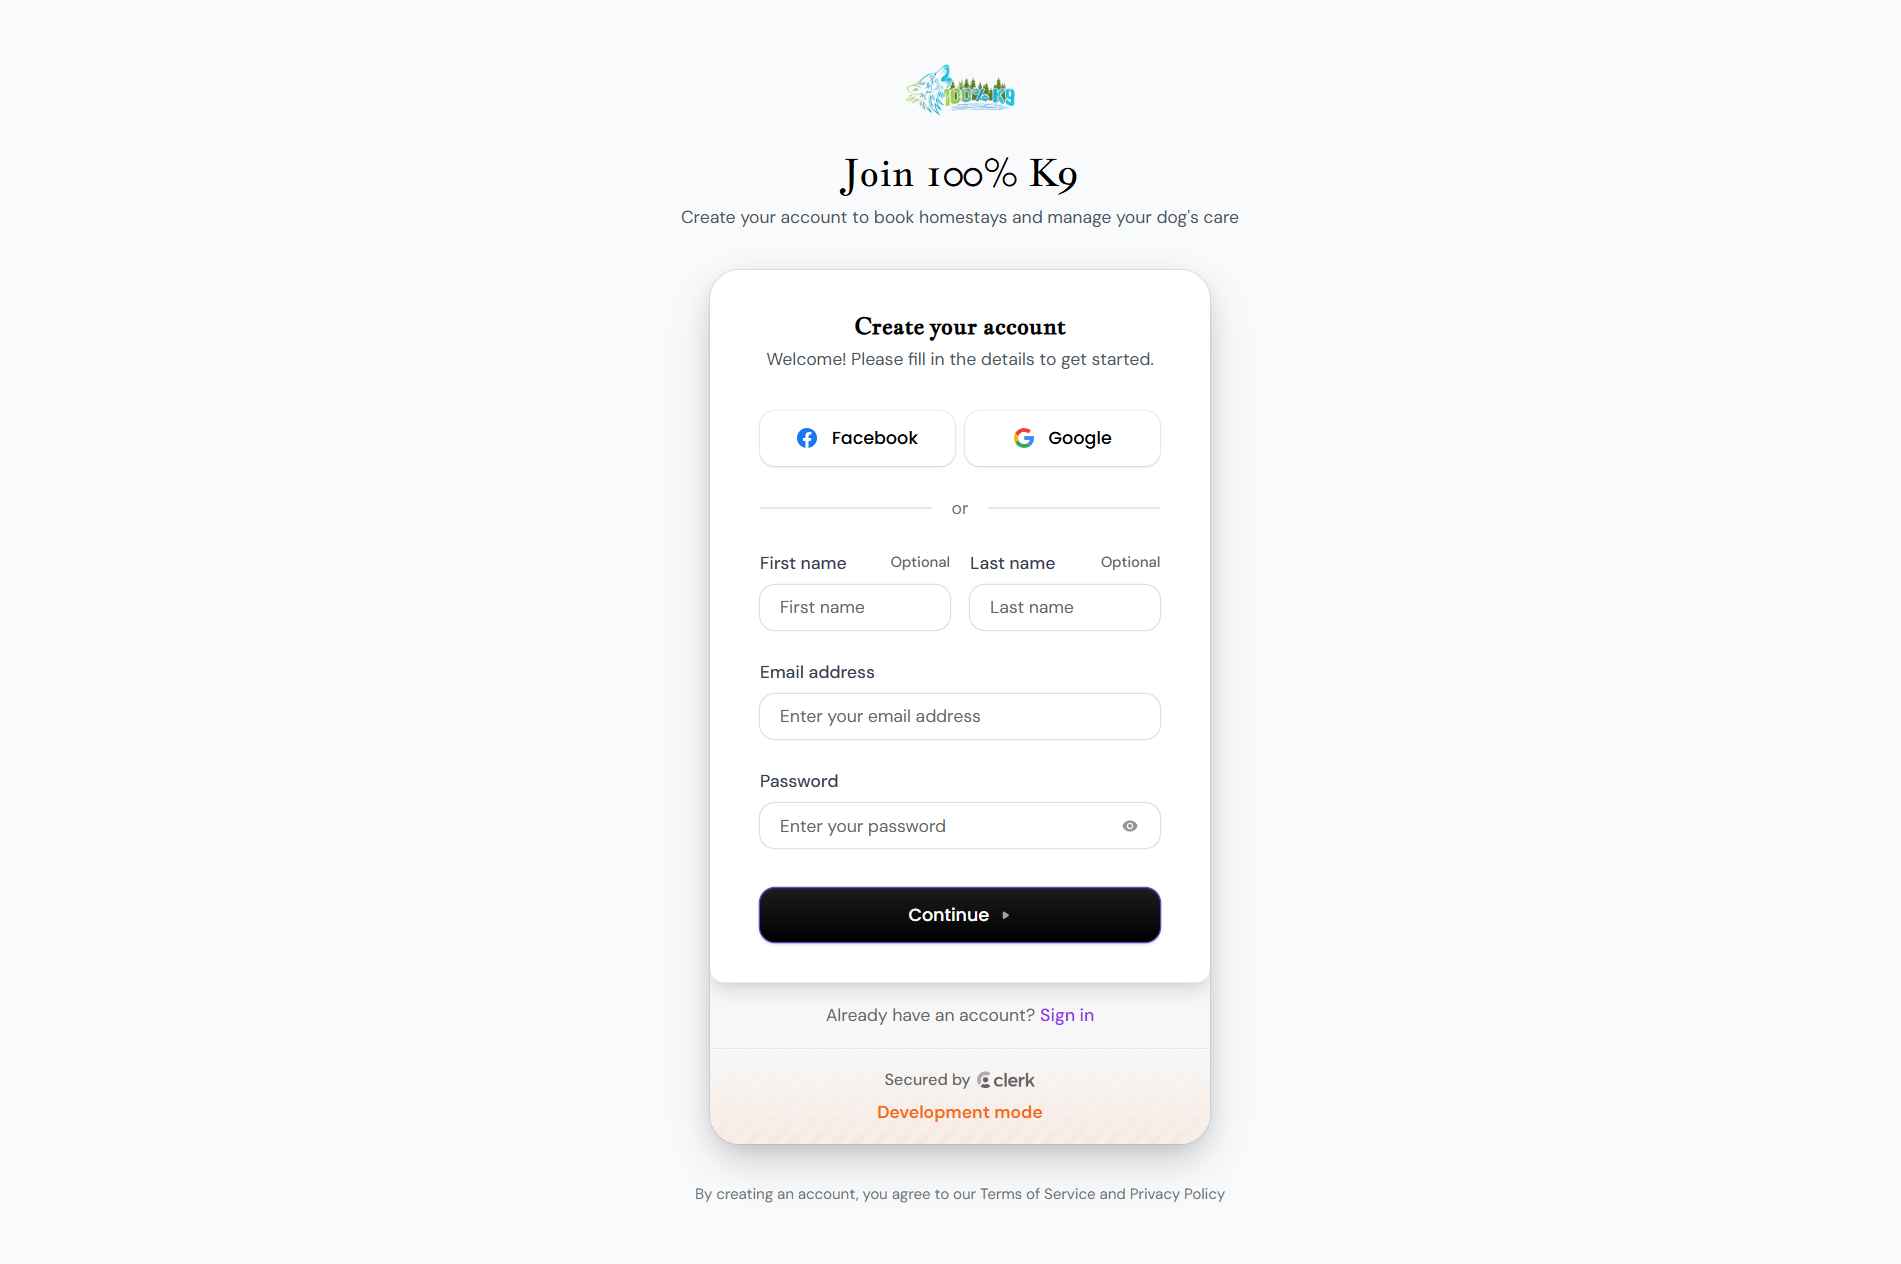 100% K9
Join 100% K9
Create your account to book homestays and manage your dog's care
Create your account
Welcome! Please fill in the details to get started.
Facebook Google
or
First name Optional Last name Optional
First name Last name
Email address
Enter your email address
Password
Enter your password
Continue
Already have an account? Sign in
Secured by clerk
Development mode
By creating an account, you agree to our Terms of Service and Privacy Policy